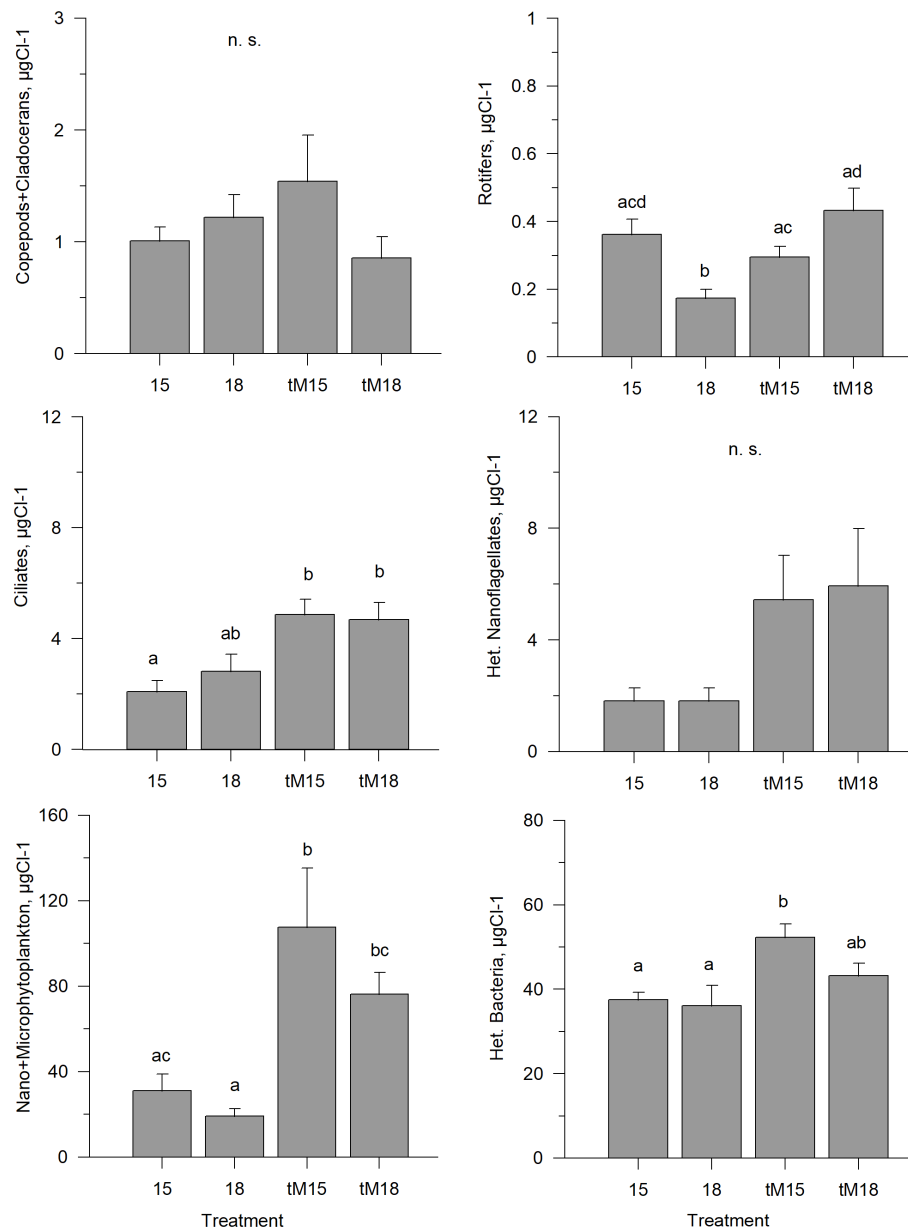 Copepods+Cladocerans, µgCl-1
3
2
1
0
n. s.
15 18 tM15 tM18
Rotifers, µgCl-1
1
0.8
0.6
0.4
0.2
0
acd
b
ac
ad
15 18 tM15 tM18
Ciliates, µgCl-1
12
8
4
0
a
ab
b
b
15 18 tM15 tM18
Het. Nanoflagellates, µgCl-1
12
8
4
0
n. s.
15 18 tM15 tM18
Nano+Microphytoplankton, µgCl-1
160
120
80
40
0
ac
a
b
bc
15 18 tM15 tM18
Treatment
Het. Bacteria, µgCl-1
80
60
40
20
0
a
a
b
ab
15 18 tM15 tM18
Treatment